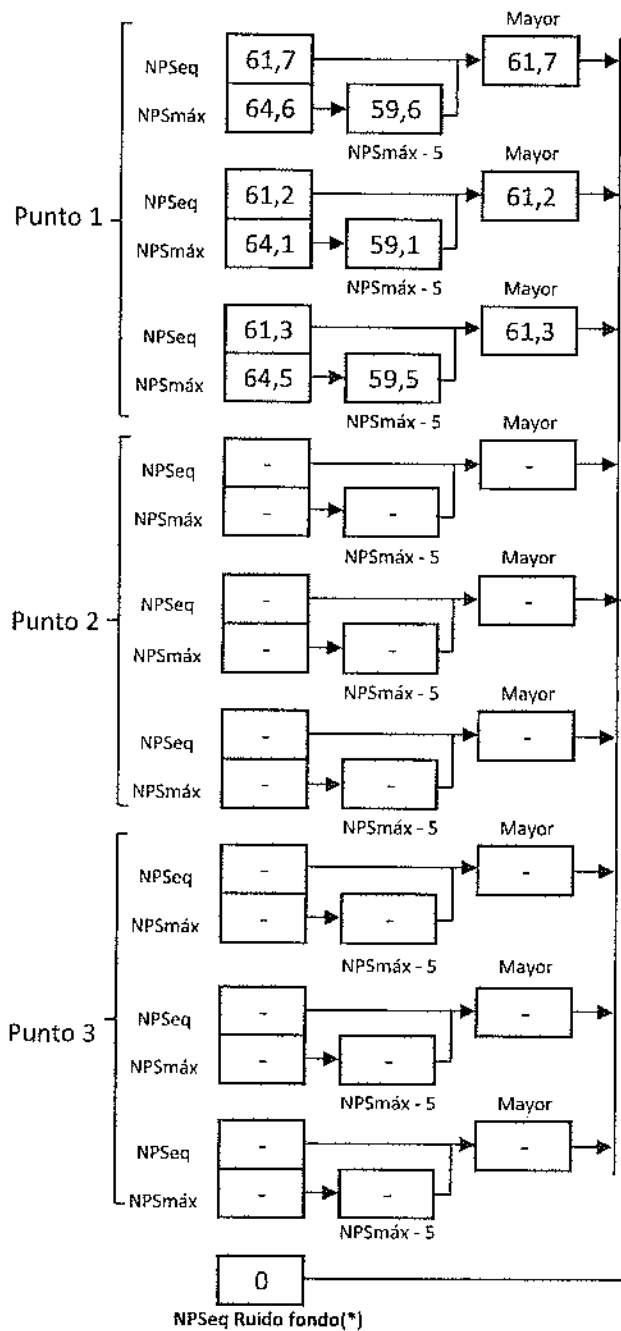 Mayor
NPSeq 61,7 61,7
NPSmáx 64,6 59,6
NPSmáx - 5
Mayor
Punto 1
NPSeq 61,2 61,2
NPSmáx 64,1 59,1
NPSmáx - 5
Mayor
NPSeq 61,3 61,3
NPSmáx 64,5 59,5
NPSmáx - 5
Mayor
NPSeq - -
NPSmáx - -
NPSmáx - 5
Mayor
Punto 2
NPSeq - -
NPSmáx - -
NPSmáx - 5
Mayor
NPSeq - -
NPSmáx - -
NPSmáx - 5
Mayor
NPSeq - -
NPSmáx - -
NPSmáx - 5
Mayor
Punto 3
NPSeq - -
NPSmáx - -
NPSmáx - 5
Mayor
NPSeq - -
NPSmáx - -
NPSmáx - 5
0
NPSeq Ruido fondo(*)